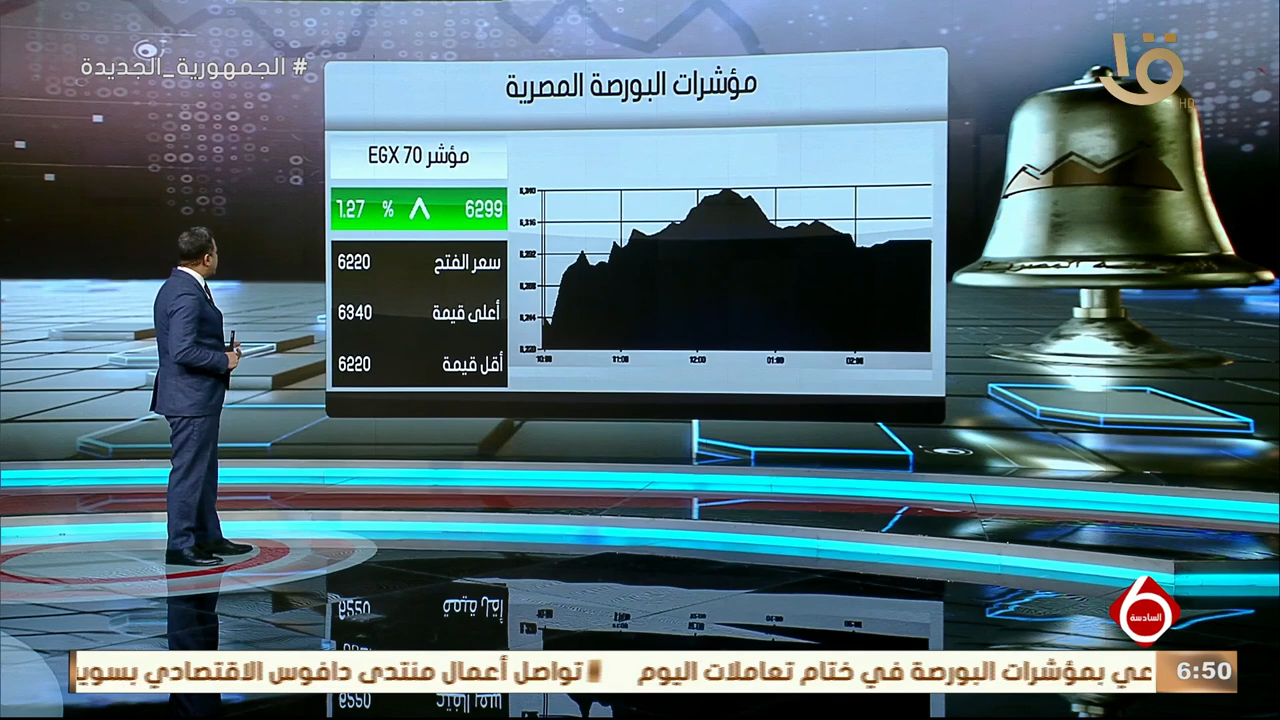 # الجمهورية_الجديدة
HD
مؤشرات البورصة المصرية
مؤشر EGX 70
6299 % 1.27
سعر الفتح 6220
أعلى قيمة 6340
أقل قيمة 6220
10:00 11:00 12:00 01:00 02:00
السادسة
عي بمؤشرات البورصة في ختام تعاملات اليوم تواصل أعمال منتدى دافوس الاقتصادي بسويا
6:50